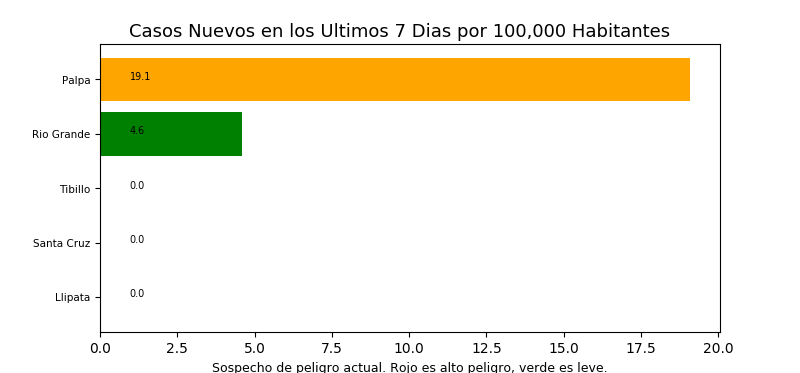 Casos Nuevos en los Ultimos 7 Dias por 100,000 Habitantes
Palpa 19.1
Rio Grande 4.6
Tibillo 0.0
Santa Cruz 0.0
Llipata 0.0
0.0 2.5 5.0 7.5 10.0 12.5 15.0 17.5 20.0
Sospecho de peligro actual. Rojo es alto peligro, verde es leve.